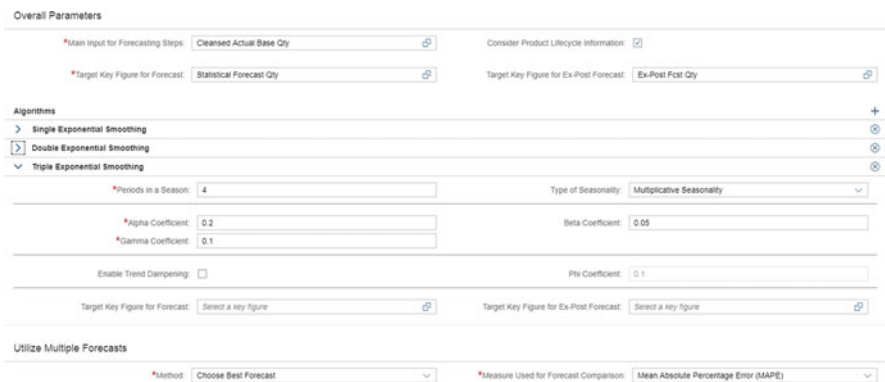 Overall Parameters
*Main Input for Forecasting Steps: Cleansed Actual Base Qty Consider Product Lifecycle Information:
*Target Key Figure for Forecast: Statistical Forecast Qty Target Key Figure for Ex-Post Forecast: Ex-Post Fcst Qty
Algorithms
Single Exponential Smoothing
Double Exponential Smoothing
Triple Exponential Smoothing
*Periods in a Season: 4 Type of Seasonality: Multiplicative Seasonality
*Alpha Coefficient: 0.2 Beta Coefficient: 0.05
*Gamma Coefficient: 0.1
Enable Trend Dampening: Phi Coefficient: 0.1
Target Key Figure for Forecast: Select a key figure Target Key Figure for Ex-Post Forecast: Select a key figure
Utilize Multiple Forecasts
*Method: Choose Best Forecast *Measure Used for Forecast Comparison: Mean Absolute Percentage Error (MAPE)